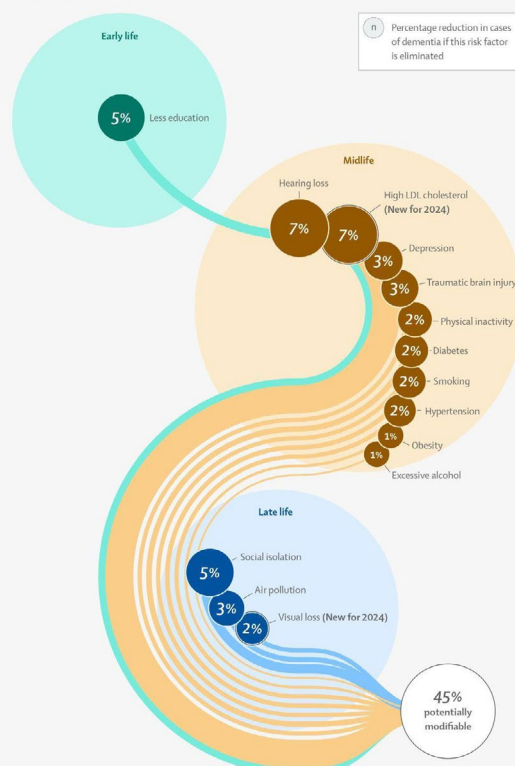 Early life
n
Percentage reduction in cases
of dementia if this risk factor
is eliminated
5%
Less education
Midlife
Hearing loss
7%
High LDL cholesterol
(New for 2024)
7%
Depression
3%
Traumatic brain injury
3%
Physical inactivity
2%
Diabetes
2%
Smoking
2%
Hypertension
2%
Obesity
1%
Excessive alcohol
1%
Late life
Social isolation
5%
Air pollution
3%
Visual loss (New for 2024)
2%
45%
potentially
modifiable